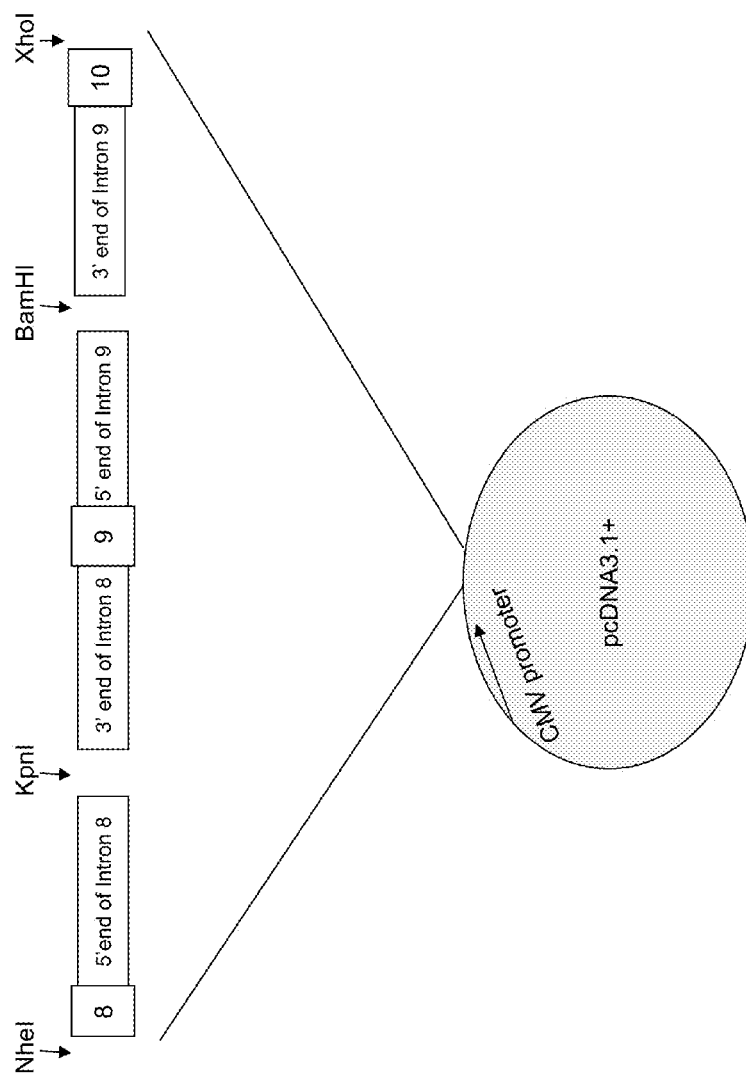 NheI
KpnI
BamHI
XhoI
8
5'end of Intron 8
3' end of Intron 8
9
5' end of Intron 9
3' end of Intron 9
10
CMV promoter
pcDNA3.1+